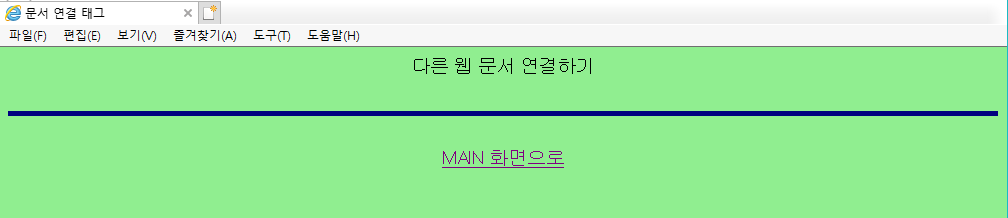 문서 연결 태그
파일(F) 편집(E) 보기(V) 즐겨찾기(A) 도구(T) 도움말(H)
다른 웹 문서 연결하기
MAIN 화면으로